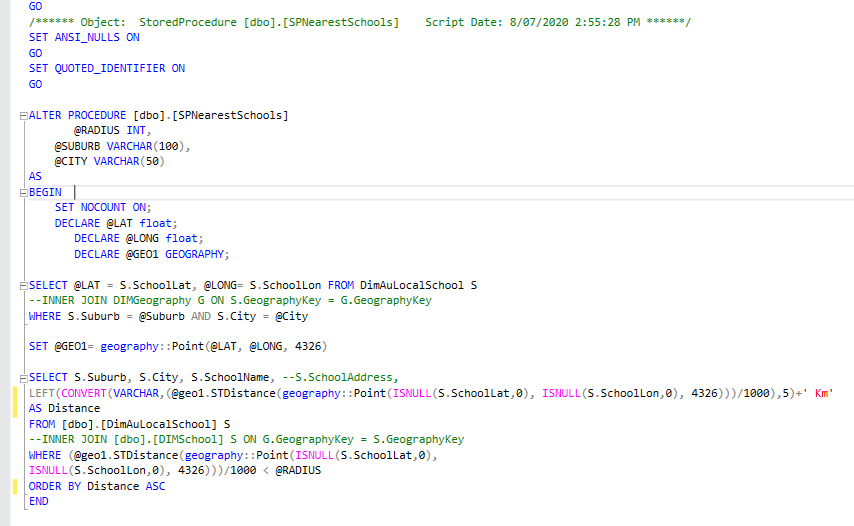 GO
/****** Object:  StoredProcedure [dbo].[SPNearestSchools]    Script Date: 8/07/2020 2:55:28 PM ******/
SET ANSI_NULLS ON
GO
SET QUOTED_IDENTIFIER ON
GO
ALTER PROCEDURE [dbo].[SPNearestSchools]
@RADIUS INT,
@SUBURB VARCHAR(100),
@CITY VARCHAR(50)
AS
BEGIN
SET NOCOUNT ON;
DECLARE @LAT float;
DECLARE @LONG float;
DECLARE @GEO1 GEOGRAPHY;
SELECT @LAT = S.SchoolLat, @LONG= S.SchoolLon FROM DimAuLocalSchool S
--INNER JOIN DIMGeography G ON S.GeographyKey = G.GeographyKey
WHERE S.Suburb = @Suburb AND S.City = @City
SET @GEO1= geography::Point(@LAT, @LONG, 4326)
SELECT S.Suburb, S.City, S.SchoolName, --S.SchoolAddress,
LEFT(CONVERT(VARCHAR,(@geo1.STDistance(geography::Point(ISNULL(S.SchoolLat,0), ISNULL(S.SchoolLon,0), 4326)))/1000),5)+' Km'
AS Distance
FROM [dbo].[DimAuLocalSchool] S
--INNER JOIN [dbo].[DIMSchool] S ON G.GeographyKey = S.GeographyKey
WHERE (@geo1.STDistance(geography::Point(ISNULL(S.SchoolLat,0),
ISNULL(S.SchoolLon,0), 4326)))/1000 < @RADIUS
ORDER BY Distance ASC
END